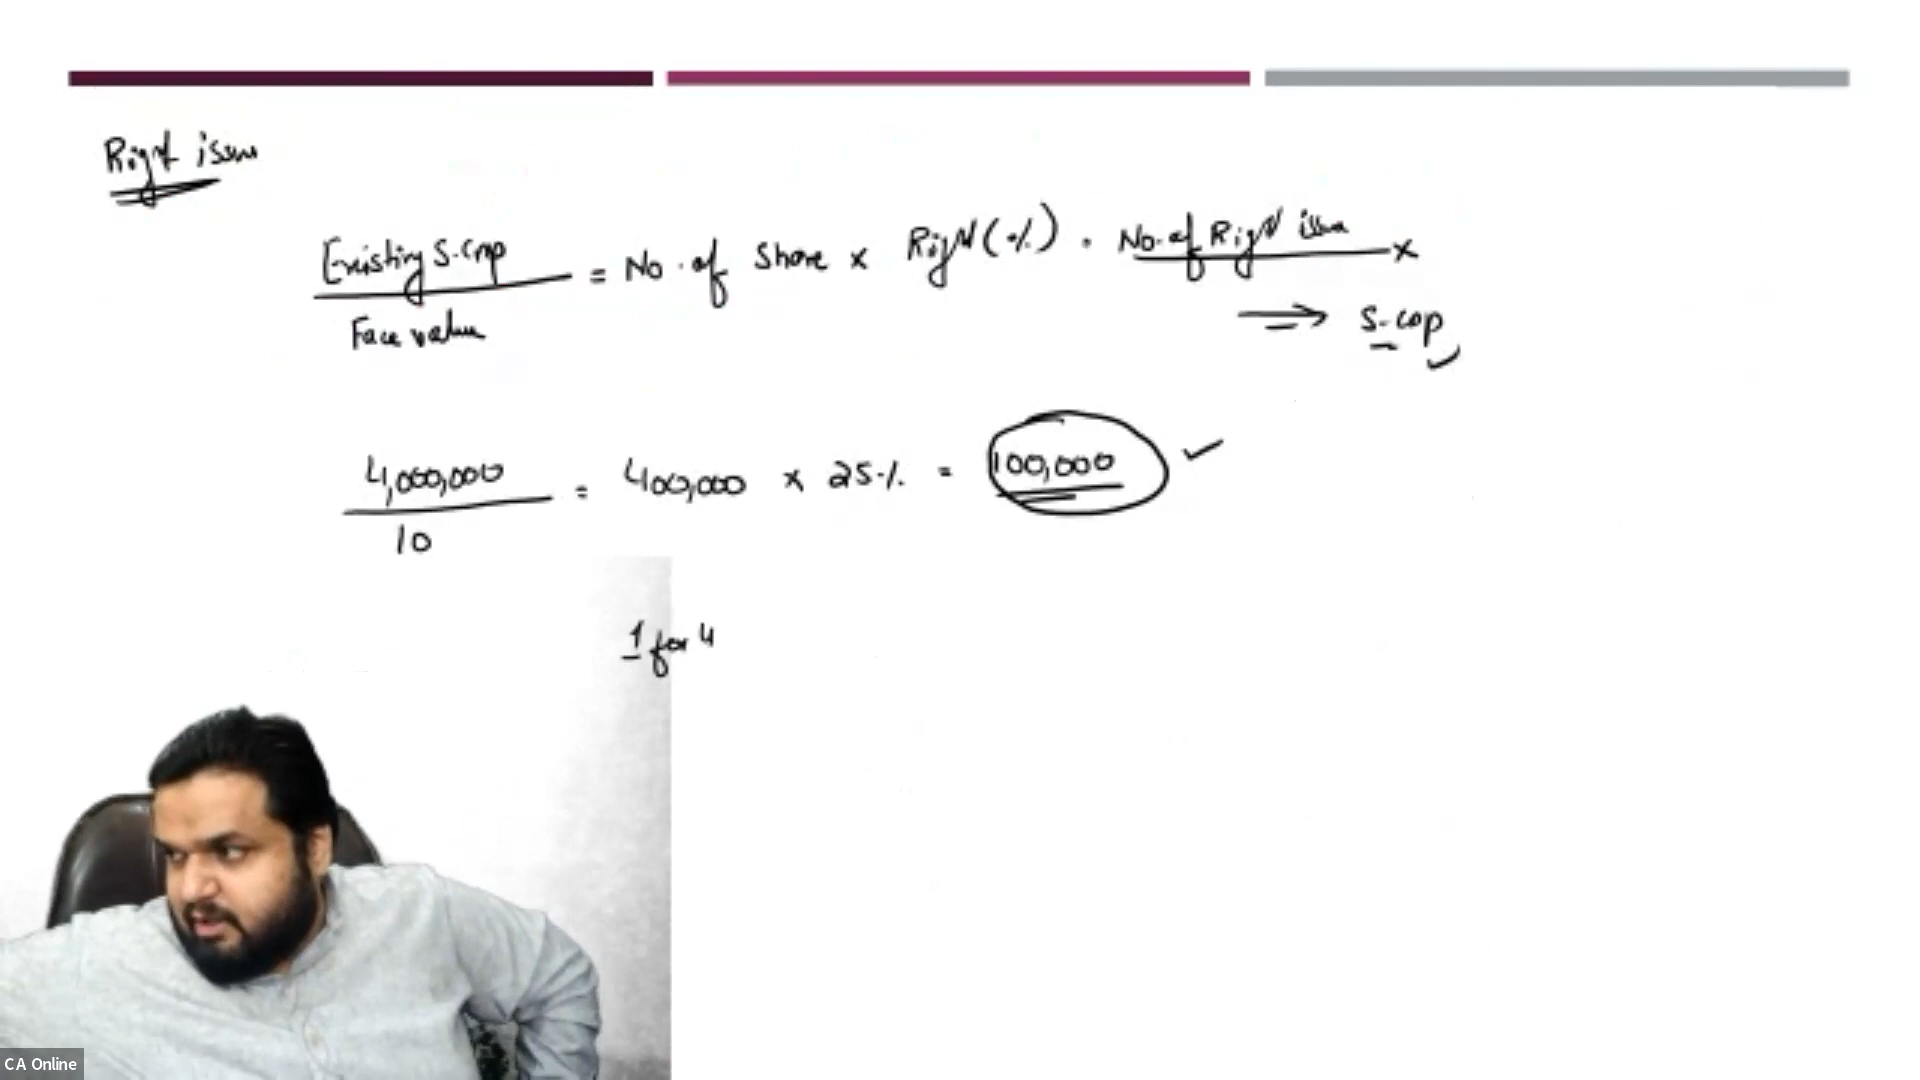 Right issue
Existing S.Cap = No. of Share x Right (%) = No. of Right issue x
Face value
⇒ S-cap
4,000,000 = 400,000 x 25% = 100,000 ✓
10
1 for 4
CA Online